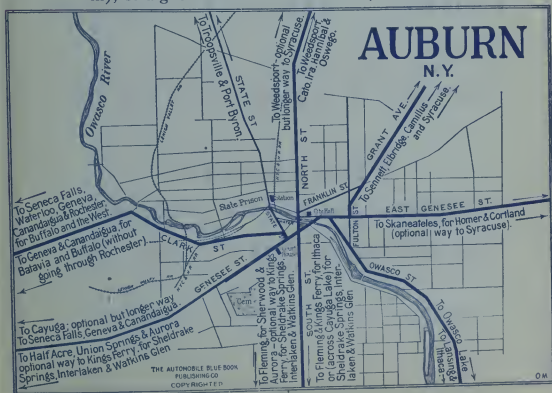 AUBURN
N.Y.
Owasco River
To Troopsville
& Port Byron.
STATE ST.
To Weedsport - optional
but longer way to Syracuse.
To Weedsport,
Cato, Ira, Hannibal &
Oswego.
NORTH ST.
GRANT AVE.
To Sennett, Elbridge, Camillus
and Syracuse.
To Seneca Falls,
Waterloo, Geneva,
Canandaigua & Rochester
for Buffalo and the West.
State Prison
FRANKLIN ST.
City Hall
EAST GENESEE ST.
FULTON ST.
To Skaneateles, for Homer & Cortland
(optional way to Syracuse).
To Geneva & Canandaigua, for
Batavia and Buffalo (without
going through Rochester)
CLARK ST
STATE
GENESEE ST.
OWASCO ST.
To Owasco Lake
Lansing &
Ithaca.
To Cayuga; optional but longer way
To Seneca Falls, Geneva & Canandaigua
To Half Acre, Union Springs & Aurora
optional way to Kings Ferry, for Sheldrake
Springs, Interlaken & Watkins Glen
To Fleming, for Sherwood &
Aurora - optional way to Kings
Ferry, for Sheldrake Springs,
Interlaken & Watkins Glen
SOUTH ST.
To Fleming & Kings Ferry, for Ithaca
or (across Cayuga Lake) for
Sheldrake Springs, Inter-
laken & Watkins Glen
THE AUTOMOBILE BLUE BOOK
PUBLISHING CO
COPYRIGHTED